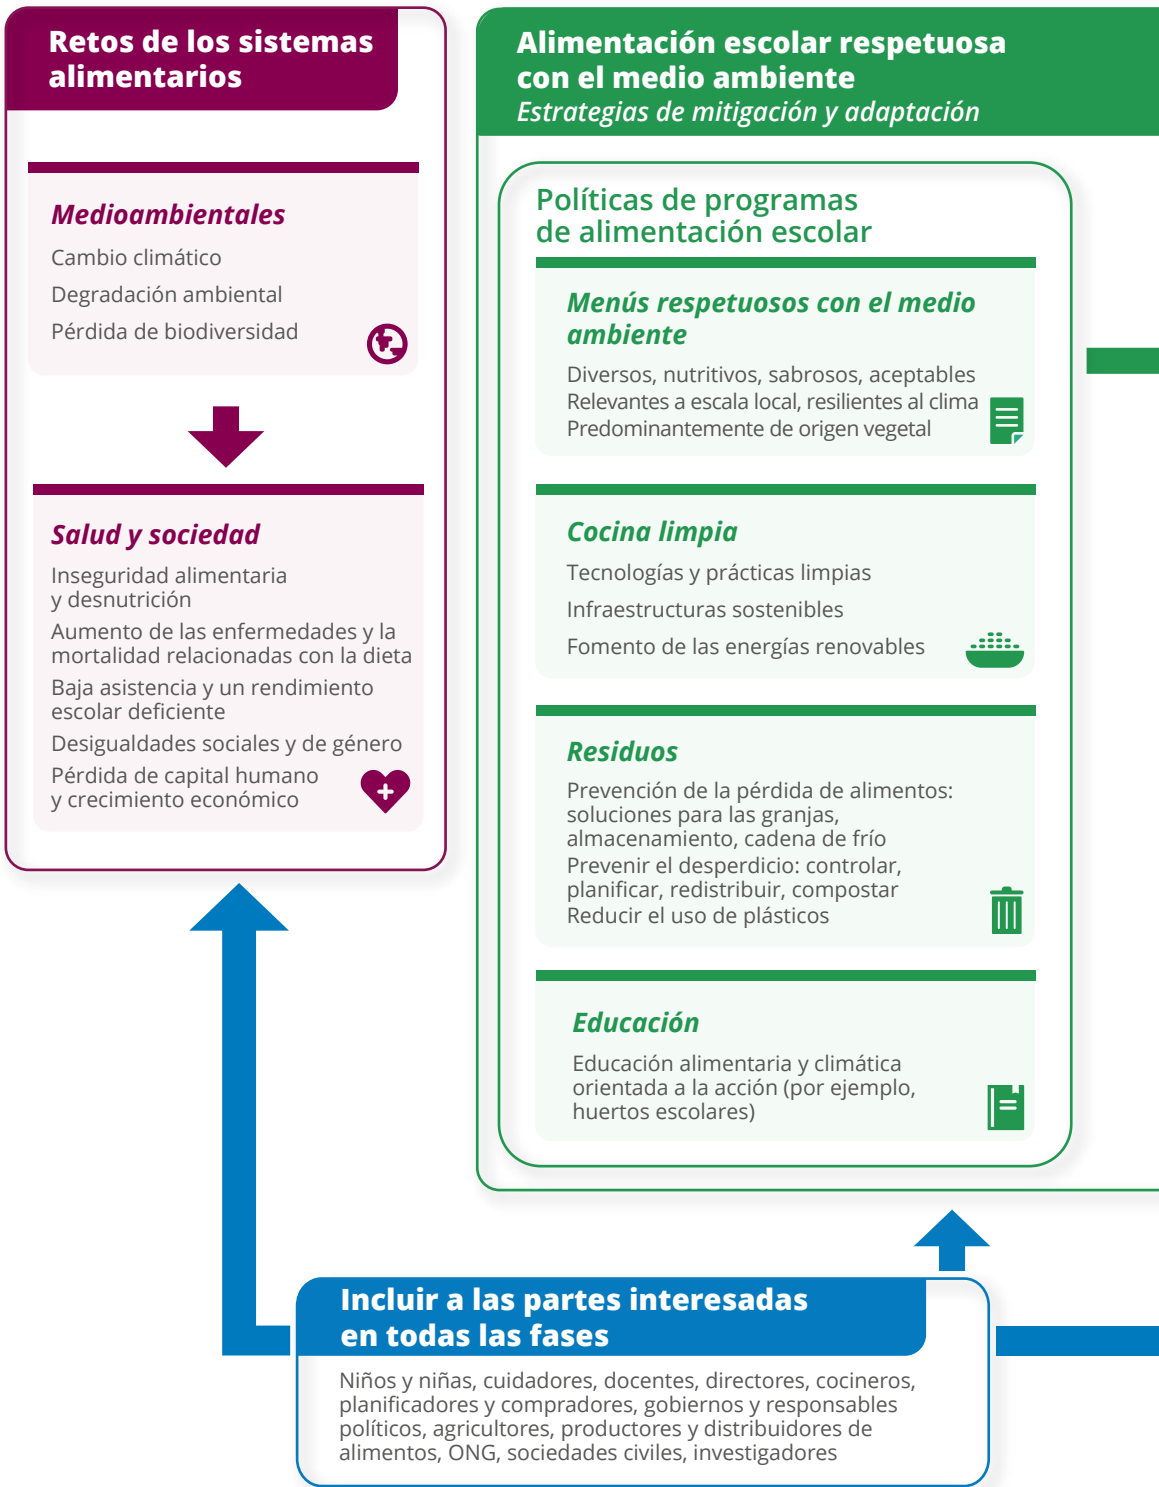 Retos de los sistemas
alimentarios
Medioambientales
Cambio climático
Degradación ambiental
Pérdida de biodiversidad
Salud y sociedad
Inseguridad alimentaria
y desnutrición
Aumento de las enfermedades y la
mortalidad relacionadas con la dieta
Baja asistencia y un rendimiento
escolar deficiente
Desigualdades sociales y de género
Pérdida de capital humano
y crecimiento económico
Alimentación escolar respetuosa
con el medio ambiente
Estrategias de mitigación y adaptación
Políticas de programas
de alimentación escolar
Menús respetuosos con el medio
ambiente
Diversos, nutritivos, sabrosos, aceptables
Relevantes a escala local, resilientes al clima
Predominantemente de origen vegetal
Cocina limpia
Tecnologías y prácticas limpias
Infraestructuras sostenibles
Fomento de las energías renovables
Residuos
Prevención de la pérdida de alimentos:
soluciones para las granjas,
almacenamiento, cadena de frío
Prevenir el desperdicio: controlar,
planificar, redistribuir, compostar
Reducir el uso de plásticos
Educación
Educación alimentaria y climática
orientada a la acción (por ejemplo,
huertos escolares)
Incluir a las partes interesadas
en todas las fases
Niños y niñas, cuidadores, docentes, directores, cocineros,
planificadores y compradores, gobiernos y responsables
políticos, agricultores, productores y distribuidores de
alimentos, ONG, sociedades civiles, investigadores